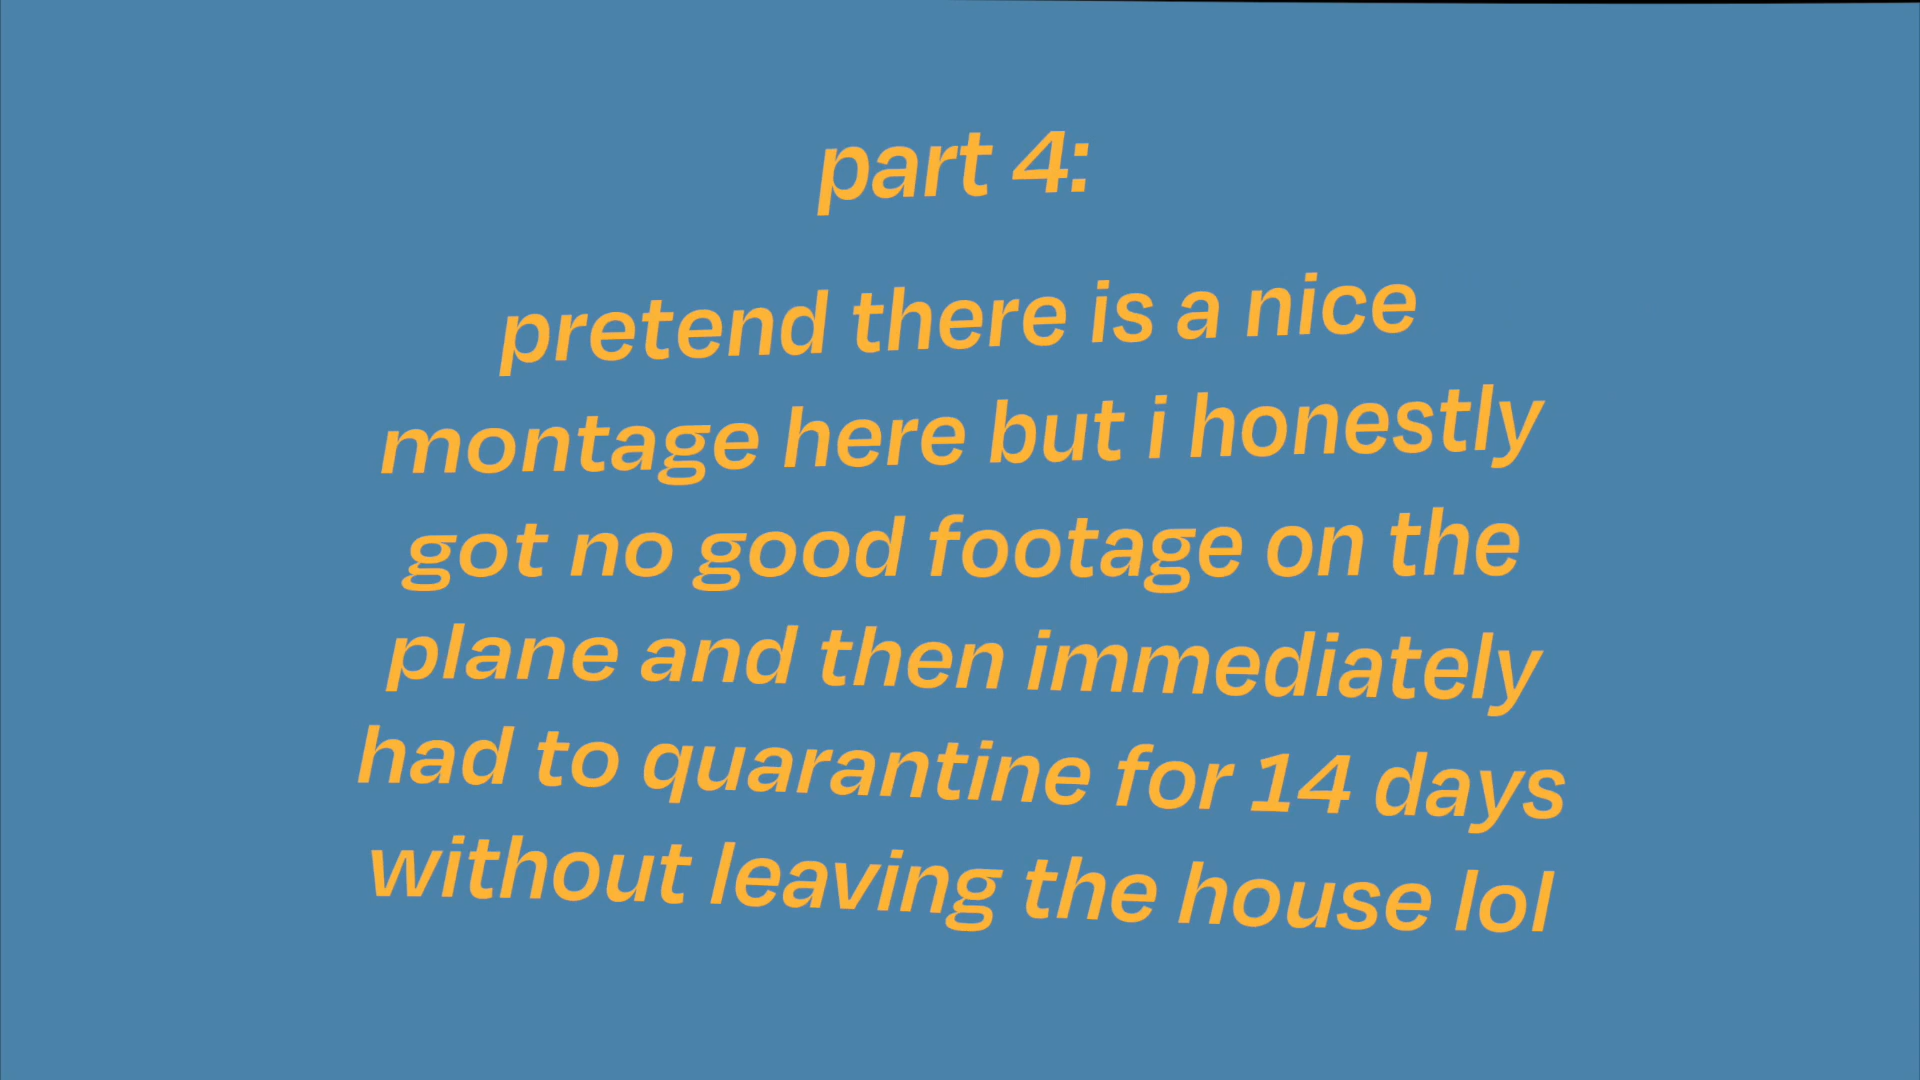 part 4:
pretend there is a nice
montage here but i honestly
got no good footage on the
plane and then immediately
had to quarantine for 14 days
without leaving the house lol